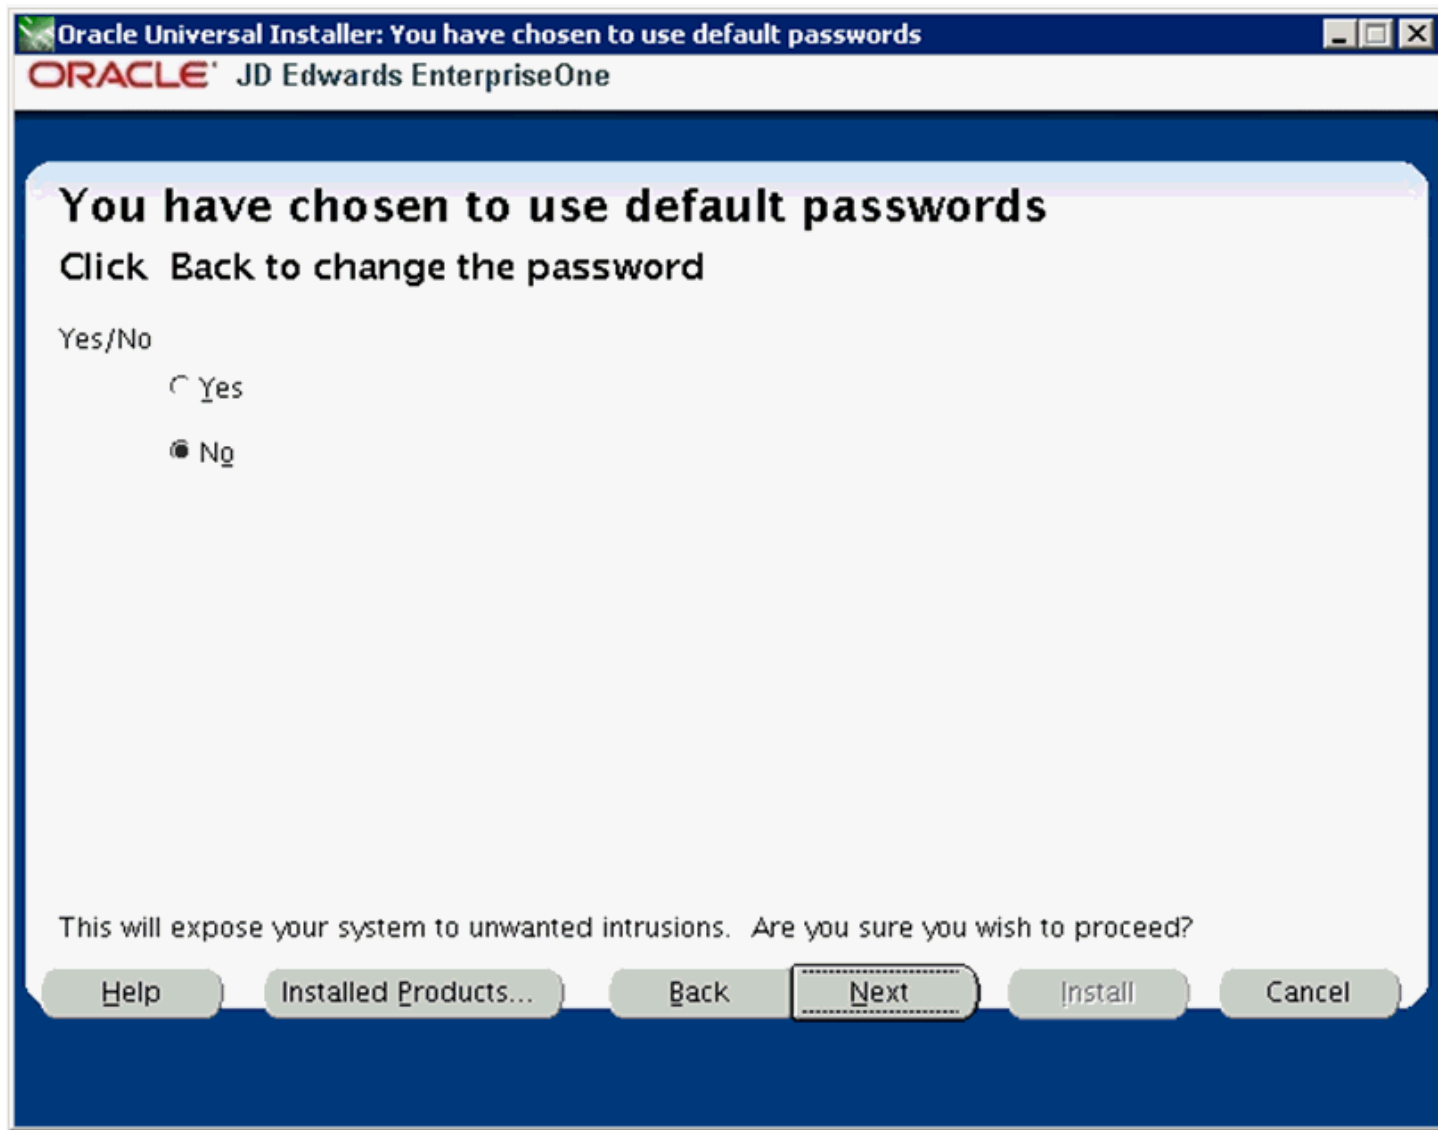 Oracle Universal Installer: You have chosen to use default passwords
ORACLE JD Edwards EnterpriseOne
You have chosen to use default passwords
Click Back to change the password
Yes/No
Yes
No
This will expose your system to unwanted intrusions. Are you sure you wish to proceed?
Help Installed Products... Back Next Install Cancel